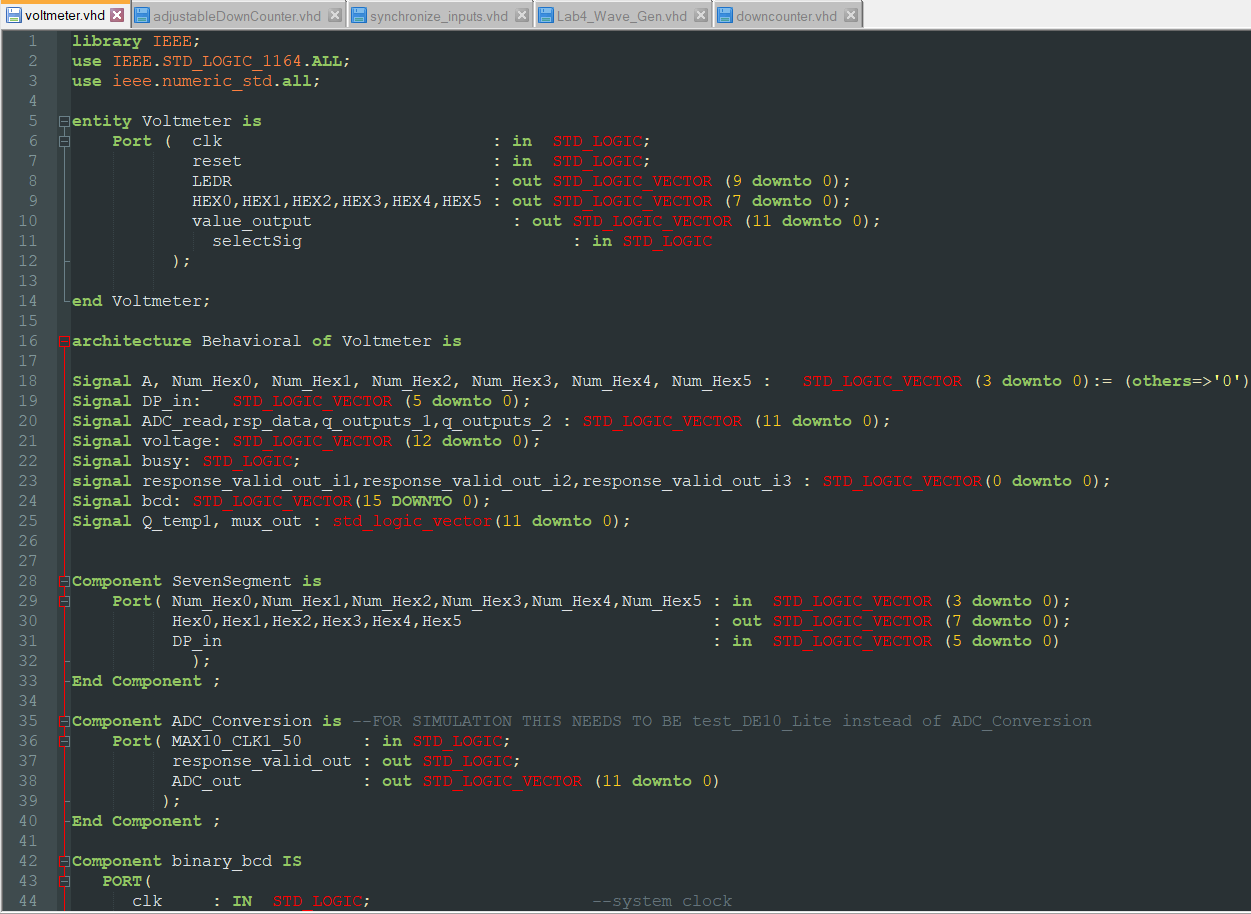 voltmeter.vhd adjustableDownCounter.vhd synchronize_inputs.vhd Lab4_Wave_Gen.vhd downcounter.vhd
1 library IEEE;
2 use IEEE.STD_LOGIC_1164.ALL;
3 use ieee.numeric_std.all;
4
5 entity Voltmeter is
6 Port ( clk : in STD_LOGIC;
7 reset : in STD_LOGIC;
8 LEDR : out STD_LOGIC_VECTOR (9 downto 0);
9 HEX0,HEX1,HEX2,HEX3,HEX4,HEX5 : out STD_LOGIC_VECTOR (7 downto 0);
10 value_output : out STD_LOGIC_VECTOR (11 downto 0);
11 selectSig : in STD_LOGIC
12 );
13
14 end Voltmeter;
15
16 architecture Behavioral of Voltmeter is
17
18 Signal A, Num_Hex0, Num_Hex1, Num_Hex2, Num_Hex3, Num_Hex4, Num_Hex5 : STD_LOGIC_VECTOR (3 downto 0):= (others=>'0')
19 Signal DP_in: STD_LOGIC_VECTOR (5 downto 0);
20 Signal ADC_read,rsp_data,q_outputs_1,q_outputs_2 : STD_LOGIC_VECTOR (11 downto 0);
21 Signal voltage: STD_LOGIC_VECTOR (12 downto 0);
22 Signal busy: STD_LOGIC;
23 signal response_valid_out_i1,response_valid_out_i2,response_valid_out_i3 : STD_LOGIC_VECTOR(0 downto 0);
24 Signal bcd: STD_LOGIC_VECTOR(15 DOWNTO 0);
25 Signal Q_temp1, mux_out : std_logic_vector(11 downto 0);
26
27
28 Component SevenSegment is
29 Port( Num_Hex0,Num_Hex1,Num_Hex2,Num_Hex3,Num_Hex4,Num_Hex5 : in STD_LOGIC_VECTOR (3 downto 0);
30 Hex0,Hex1,Hex2,Hex3,Hex4,Hex5 : out STD_LOGIC_VECTOR (7 downto 0);
31 DP_in : in STD_LOGIC_VECTOR (5 downto 0)
32 );
33 End Component ;
34
35 Component ADC_Conversion is --FOR SIMULATION THIS NEEDS TO BE test_DE10_Lite instead of ADC_Conversion
36 Port( MAX10_CLK1_50 : in STD_LOGIC;
37 response_valid_out : out STD_LOGIC;
38 ADC_out : out STD_LOGIC_VECTOR (11 downto 0)
39 );
40 End Component ;
41
42 Component binary_bcd IS
43 PORT(
44 clk : IN STD_LOGIC; --system clock